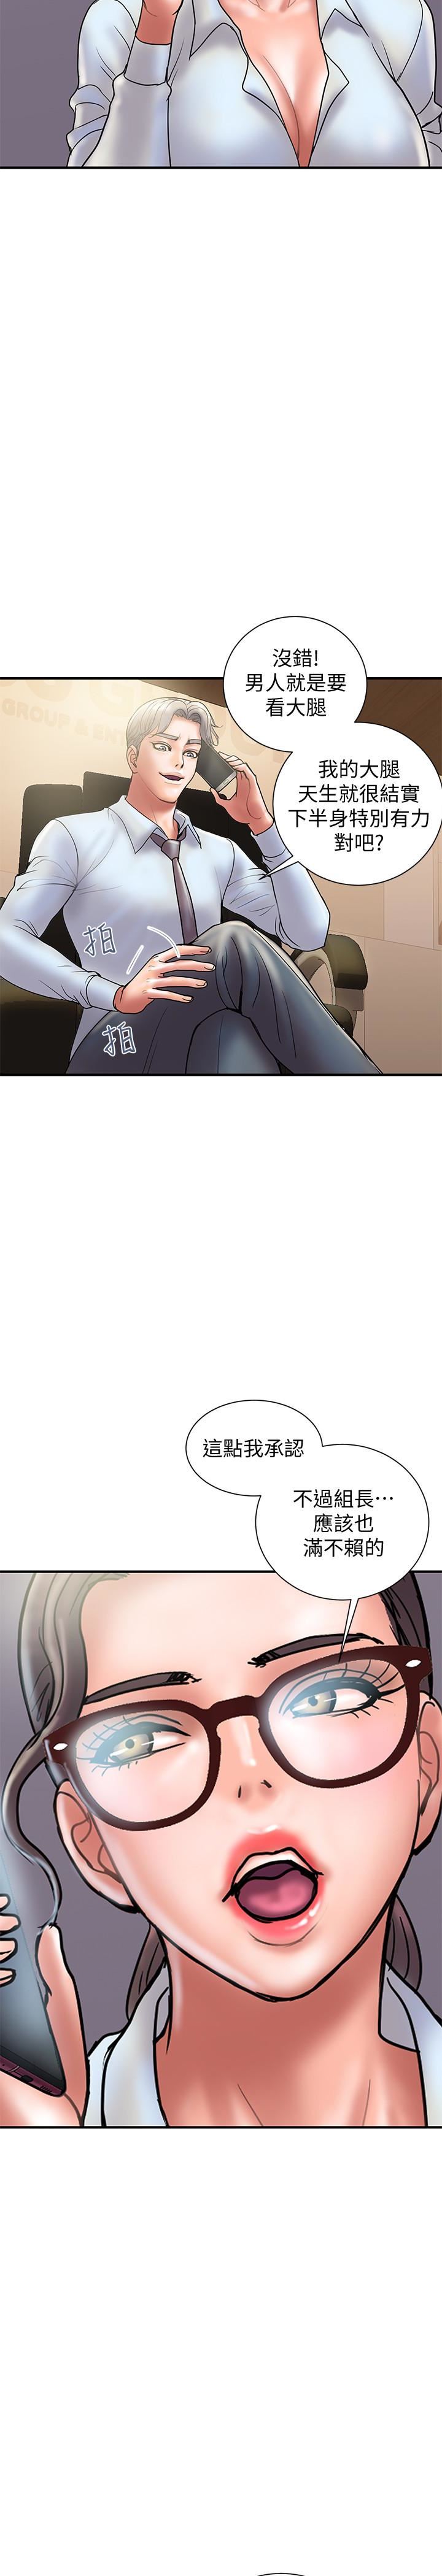 沒錯!
男人就是要
看大腿
GROUP & ENT
我的大腿
天生就很結實
下半身特別有力
對吧?
拍
拍
這點我承認
不過組長⋯
應該也
滿不賴的